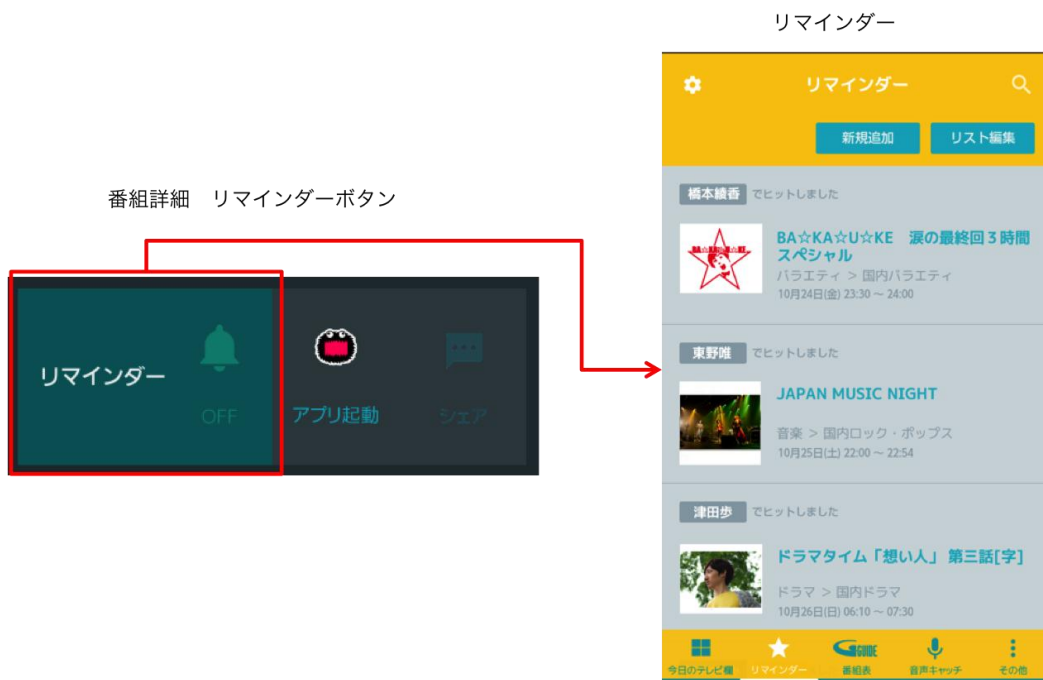 リマインダー
リマインダー
新規追加 リスト編集
番組詳細　リマインダーボタン
橋本綾香 でヒットしました
BA☆KA☆U☆KE　涙の最終回３時間
スペシャル
バラエティ > 国内バラエティ
10月24日(金) 23:30 ～ 24:00
東野唯 でヒットしました
リマインダー
OFF
アプリ起動
シェア
JAPAN MUSIC NIGHT
音楽 > 国内ロック・ポップス
10月25日(土) 22:00 ～ 22:54
津田歩 でヒットしました
ドラマタイム「想い人」 第三話[字]
ドラマ > 国内ドラマ
10月26日(日) 06:10 ～ 07:30
GGUIDE
今日のテレビ欄 リマインダー 番組表 音声キャッチ その他